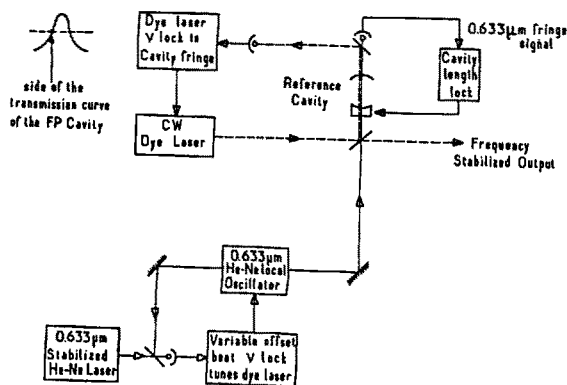 Dye laser
ν lock to
Cavity fringe
0.633μm fringe
signal
Cavity
length
lock
side of the
transmission curve
of the FP Cavity
Reference
Cavity
CW
Dye Laser
Frequency
Stabilized Output
0.633μm
He-Ne local
Oscillator
0.633μm
Stabilized
He-Ne Laser
Variable offset
beat ν lock
tunes dye laser